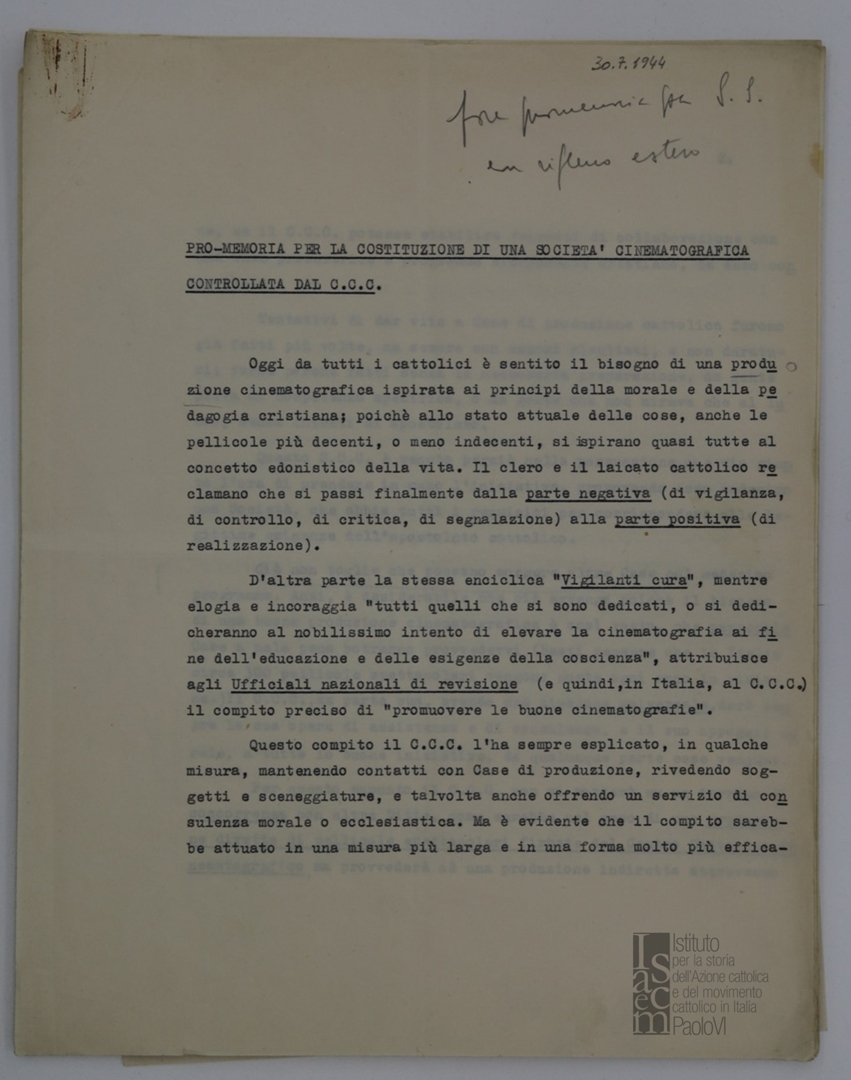 30.7.1944
fare promemoria per S. S.
con riflesso estero
PRO-MEMORIA PER LA COSTITUZIONE DI UNA SOCIETA' CINEMATOGRAFICA
CONTROLLATA DAL C.C.C.
Oggi da tutti i cattolici è sentito il bisogno di una produ
zione cinematografica ispirata ai principi della morale e della pe
dagogia cristiana; poichè allo stato attuale delle cose, anche le
pellicole più decenti, o meno indecenti, si ispirano quasi tutte al
concetto edonistico della vita. Il clero e il laicato cattolico re
clamano che si passi finalmente dalla parte negativa (di vigilanza,
di controllo, di critica, di segnalazione) alla parte positiva (di
realizzazione).
D'altra parte la stessa enciclica "Vigilanti cura", mentre
elogia e incoraggia "tutti quelli che si sono dedicati, o si dedi-
cheranno al nobilissimo intento di elevare la cinematografia ai fi
ne dell'educazione e delle esigenze della coscienza", attribuisce
agli Ufficiali nazionali di revisione (e quindi,in Italia, al C.C.C.)
il compito preciso di "promuovere le buone cinematografie".
Questo compito il C.C.C. l'ha sempre esplicato, in qualche
misura, mantenendo contatti con Case di produzione, rivedendo sog-
getti e sceneggiature, e talvolta anche offrendo un servizio di con
sulenza morale o ecclesiastica. Ma è evidente che il compito sareb-
be attuato in una misura più larga e in una forma molto più effica-
Isacem
Istituto
per la storia
dell'Azione cattolica
e del movimento
cattolico in Italia
PaoloVI